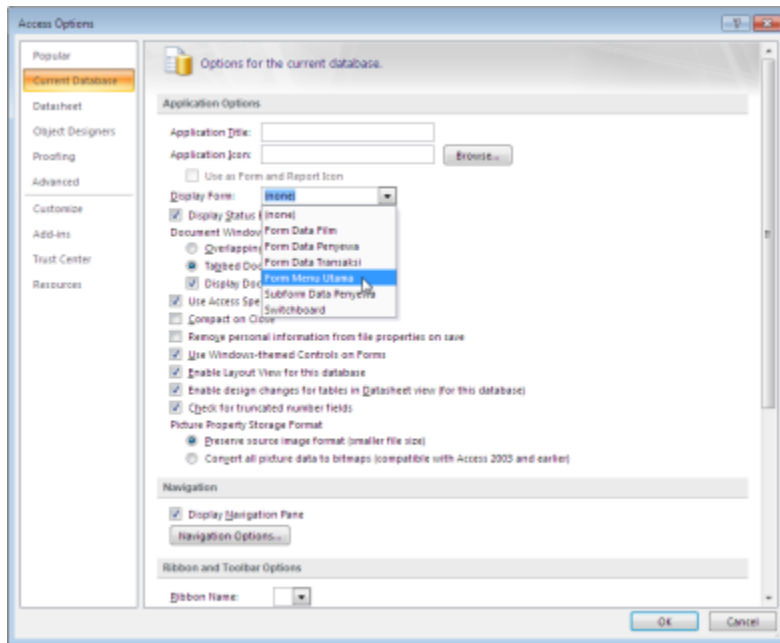 Access Options
Popular
Current Database
Datasheet
Object Designers
Proofing
Advanced
Customize
Add-ins
Trust Center
Resources
Options for the current database.
Application Options
Application Title:
Application Icon:
Browse...
Use as Form and Report Icon
Display Form:
(none)
(none)
Form Data Film
Form Data Penyewa
Form Data Transaksi
Form Menu Utama
Subform Data Penyewa
Switchboard
Display Status
Document Window
Overlapping
Tabbed Doc
Display Doc
Use Access Spe
Compact on Close
Remove personal information from file properties on save
Use Windows-themed Controls on Forms
Enable Layout View for this database
Enable design changes for tables in Datasheet view (for this database)
Check for truncated number fields
Picture Property Storage Format
Preserve source image format (smaller file size)
Convert all picture data to bitmaps (compatible with Access 2003 and earlier)
Navigation
Display Navigation Pane
Navigation Options...
Ribbon and Toolbar Options
Ribbon Name:
OK
Cancel